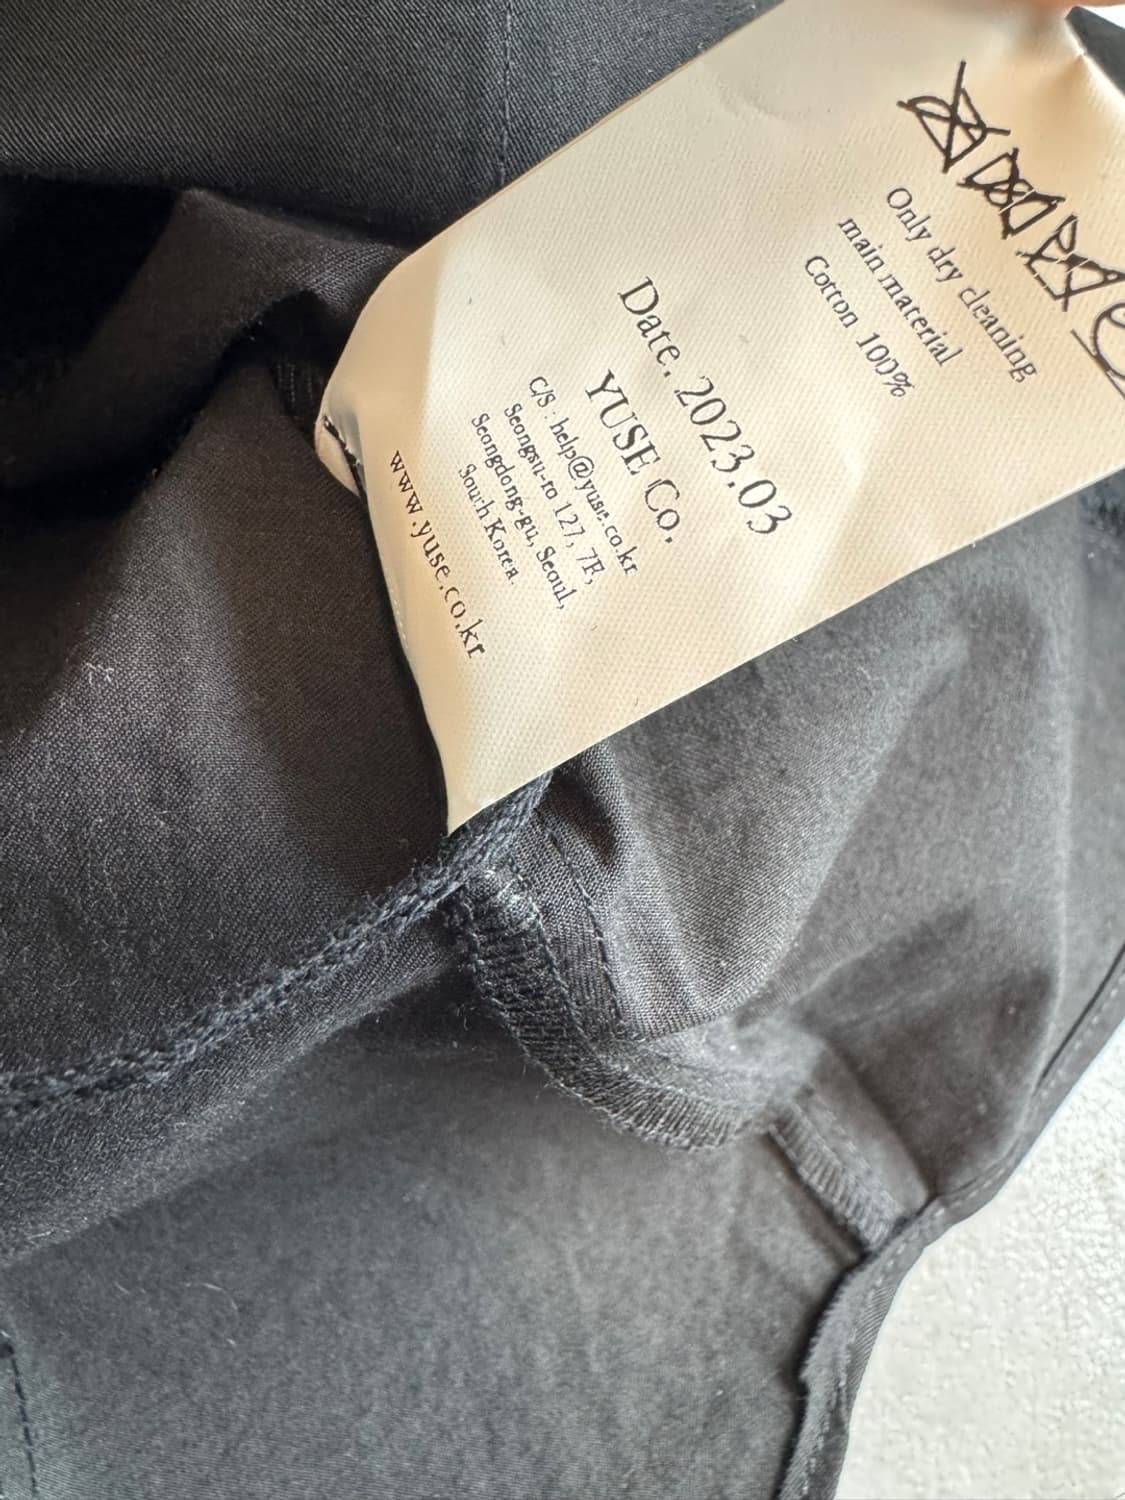 Only dry cleaning
main material
Cotton 100%
Date. 2023.03
YUSE Co.
C/S : help@yuse.co.kr
Seongsu-ro 127, 7F,
Seongdong-gu, Seoul,
South Korea.
www.yuse.co.kr